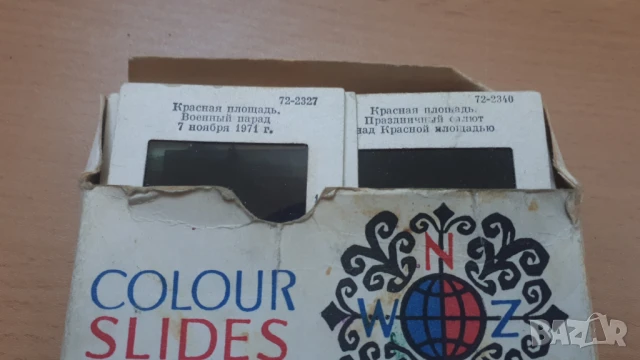 72-2327
Красная площадь.
Военный парад
7 ноября 1971 г.
72-2340
Красная площадь.
Праздничный салют
над Красной площадью
COLOUR
SLIDES
N
W
Z
bazar